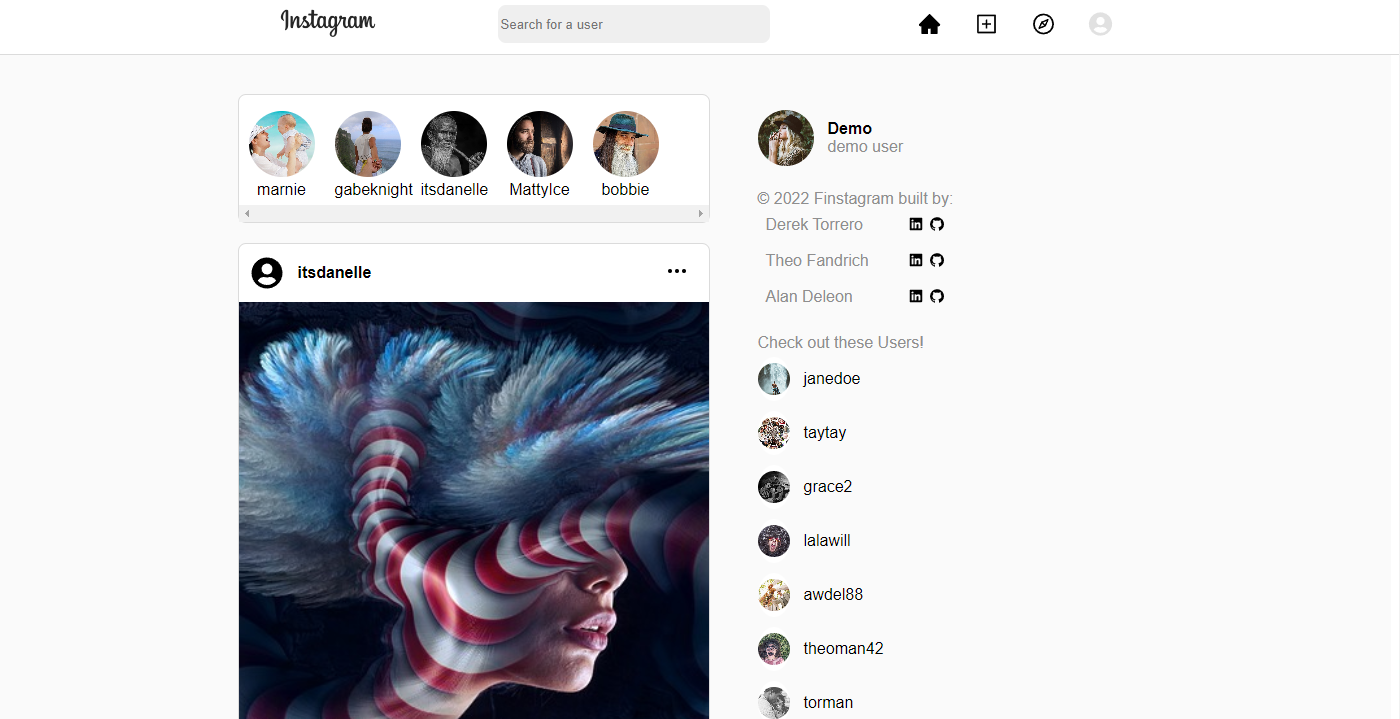 Instagram
Search for a user
marnie
gabeknight
itsdanelle
MattyIce
bobbie
itsdanelle
Demo
demo user
© 2022 Finstagram built by:
Derek Torrero
Theo Fandrich
Alan Deleon
Check out these Users!
janedoe
taytay
grace2
lalawill
awdel88
theoman42
torman